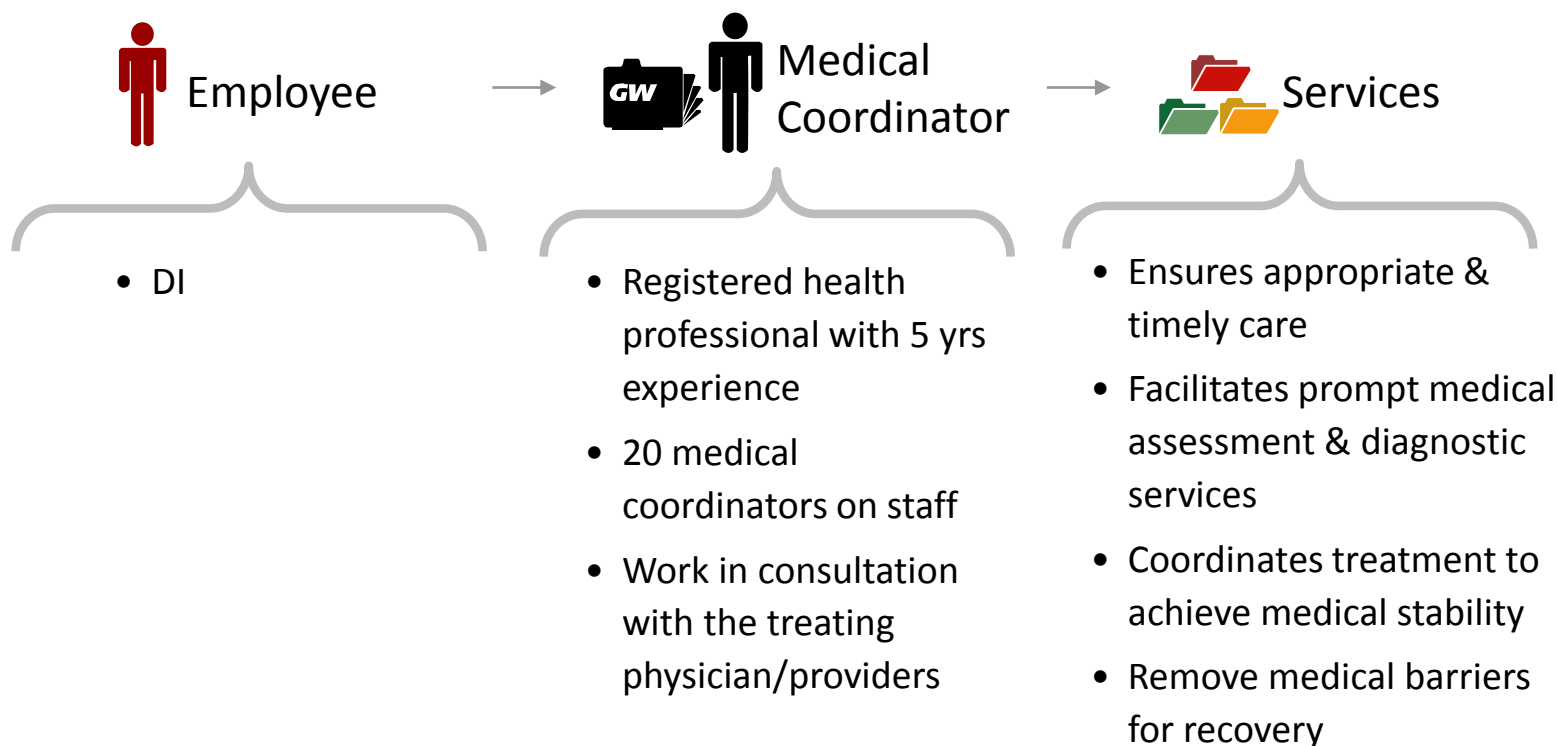 Employee
GW
Medical
Coordinator
Services
• DI
• Registered health
professional with 5 yrs
experience
• 20 medical
coordinators on staff
• Work in consultation
with the treating
physician/providers
• Ensures appropriate &
timely care
• Facilitates prompt medical
assessment & diagnostic
services
• Coordinates treatment to
achieve medical stability
• Remove medical barriers
for recovery